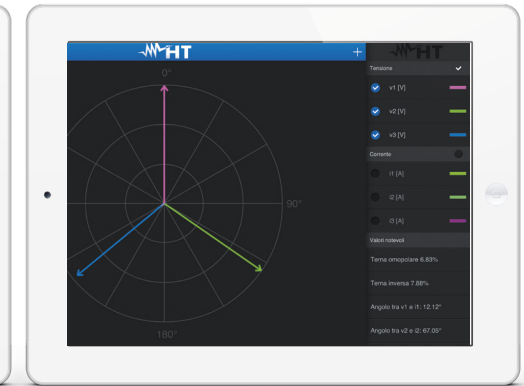 HT
+
HT
0°
90°
180°
Tensione
v1 [V]
v2 [V]
v3 [V]
Corrente
i1 [A]
i2 [A]
i3 [A]
Valori notevoli
Terna omopolare 6.83%
Terna inversa 7.88%
Angolo tra v1 e i1: 12.12°
Angolo tra v2 e i2: 67.05°